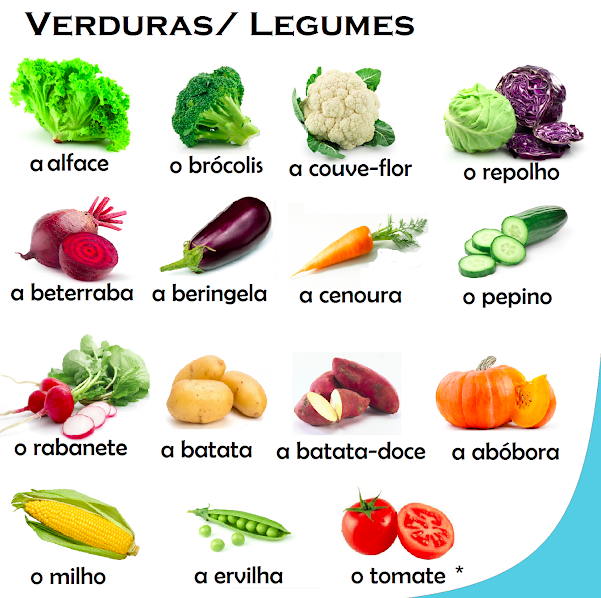 VERDURAS/ LEGUMES
a alface
o brócolis
a couve-flor
o repolho
a beterraba
a beringela
a cenoura
o pepino
o rabanete
a batata
a batata-doce
a abóbora
o milho
a ervilha
o tomate *